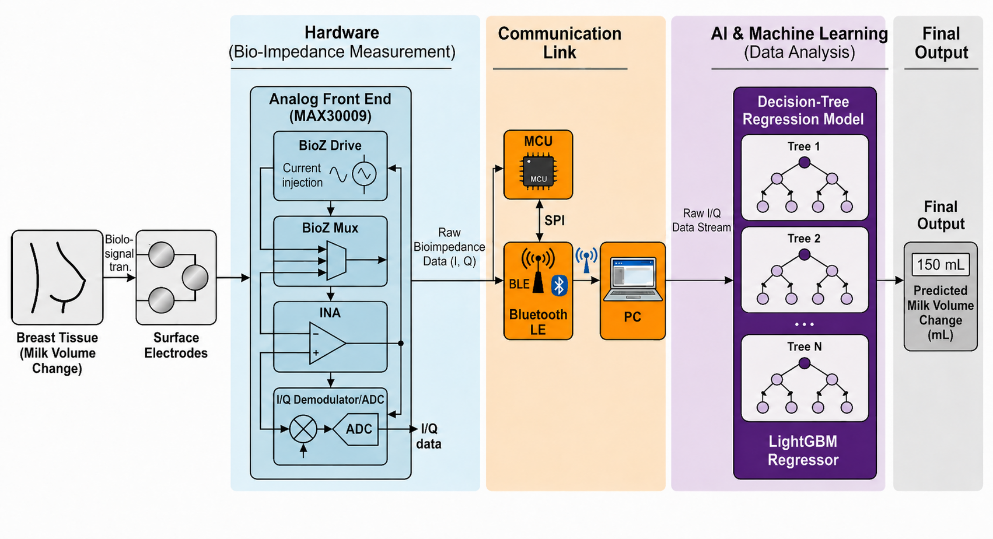 Hardware
(Bio-Impedance Measurement)
Communication
Link
AI & Machine Learning
(Data Analysis)
Final
Output
Analog Front End
(MAX30009)
BioZ Drive
Current
injection
BioZ Mux
INA
I/Q Demodulator/ADC
ADC
I/Q
data
Biolo-
signal
tran.
Breast Tissue
(Milk Volume
Change)
Surface
Electrodes
Raw
Bioimpedance
Data (I, Q)
MCU
MCU
SPI
BLE
Bluetooth
LE
PC
Raw I/Q
Data Stream
Decision-Tree
Regression Model
Tree 1
Tree 2
...
Tree N
LightGBM
Regressor
Final
Output
150 mL
Predicted
Milk Volume
Change
(mL)